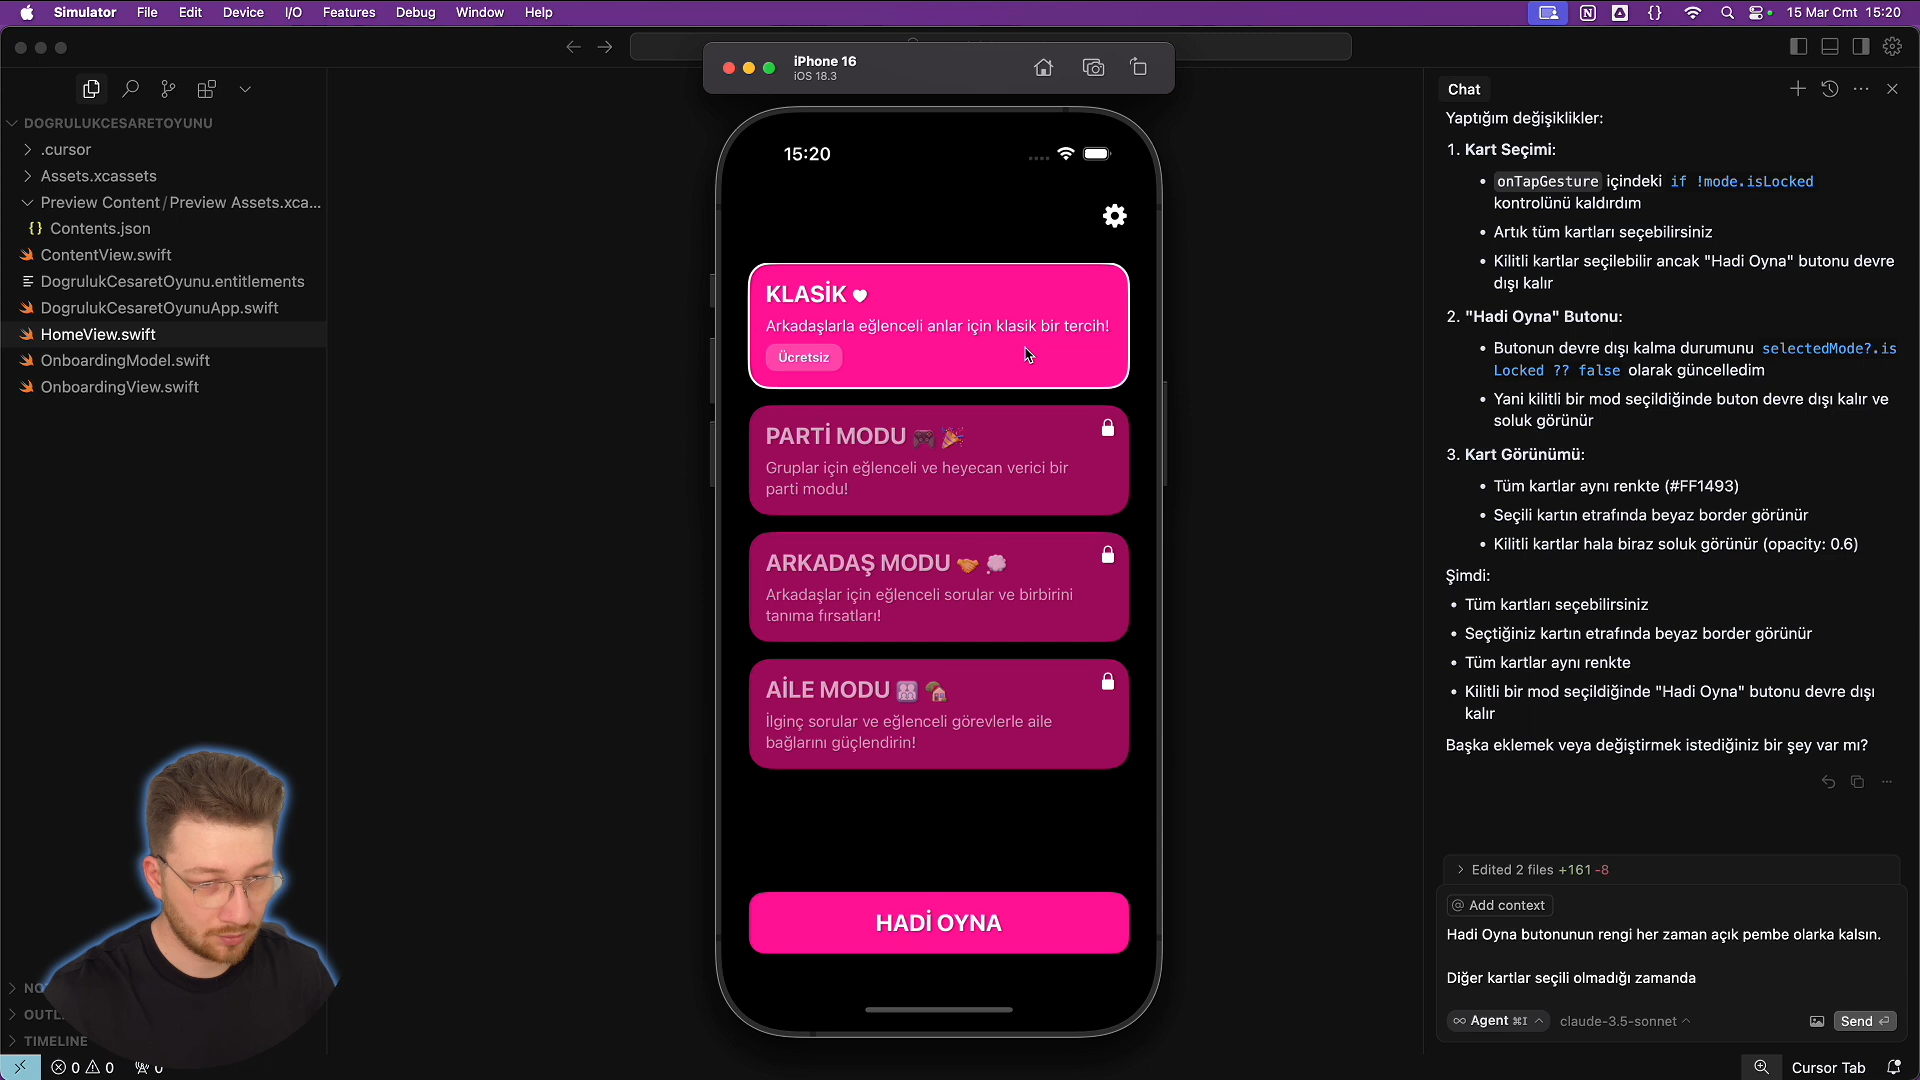 Simulator File Edit Device I/O Features Debug Window Help
15 Mar Cmt 15:20
iPhone 16
iOS 18.3
DOGRULUKCESARETOYUNU
.cursor
Assets.xcassets
Preview Content/Preview Assets.xca...
Contents.json
ContentView.swift
DogrulukCesaretOyunu.entitlements
DogrulukCesaretOyunuApp.swift
HomeView.swift
OnboardingModel.swift
OnboardingView.swift
TIMELINE
0 0
Cursor Tab
15:20
KLASİK
Arkadaşlarla eğlenceli anlar için klasik bir tercih!
Ücretsiz
PARTİ MODU 🎮 🎉
Gruplar için eğlenceli ve heyecan verici bir
parti modu!
ARKADAŞ MODU 🤝 💭
Arkadaşlar için eğlenceli sorular ve birbirini
tanıma fırsatları!
AİLE MODU
İlginç sorular ve eğlenceli görevlerle aile
bağlarını güçlendirin!
HADİ OYNA
Chat
Yaptığım değişiklikler:
1. Kart Seçimi:
• onTapGesture içindeki if !mode.isLocked
kontrolünü kaldırdım
• Artık tüm kartları seçebilirsiniz
• Kilitli kartlar seçilebilir ancak "Hadi Oyna" butonu devre
dışı kalır
2. "Hadi Oyna" Butonu:
• Butonun devre dışı kalma durumunu selectedMode?.is
Locked ?? false olarak güncelledim
• Yani kilitli bir mod seçildiğinde buton devre dışı kalır ve
soluk görünür
3. Kart Görünümü:
• Tüm kartlar aynı renkte (#FF1493)
• Seçili kartın etrafında beyaz border görünür
• Kilitli kartlar hala biraz soluk görünür (opacity: 0.6)
Şimdi:
• Tüm kartları seçebilirsiniz
• Seçtiğiniz kartın etrafında beyaz border görünür
• Tüm kartlar aynı renkte
• Kilitli bir mod seçildiğinde "Hadi Oyna" butonu devre dışı
kalır
Başka eklemek veya değiştirmek istediğiniz bir şey var mı?
Edited 2 files +161 -8
@ Add context
Hadi Oyna butonunun rengi her zaman açık pembe olarka kalsın.
Diğer kartlar seçili olmadığı zamanda
∞ Agent ⌘I claude-3.5-sonnet Send